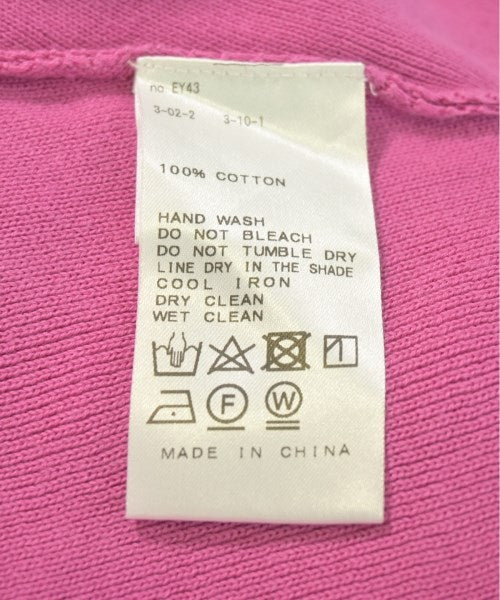 no EY43
3-02-2 3-10-1
100% COTTON
HAND WASH
DO NOT BLEACH
DO NOT TUMBLE DRY
LINE DRY IN THE SHADE
COOL IRON
DRY CLEAN
WET CLEAN
F W
MADE IN CHINA